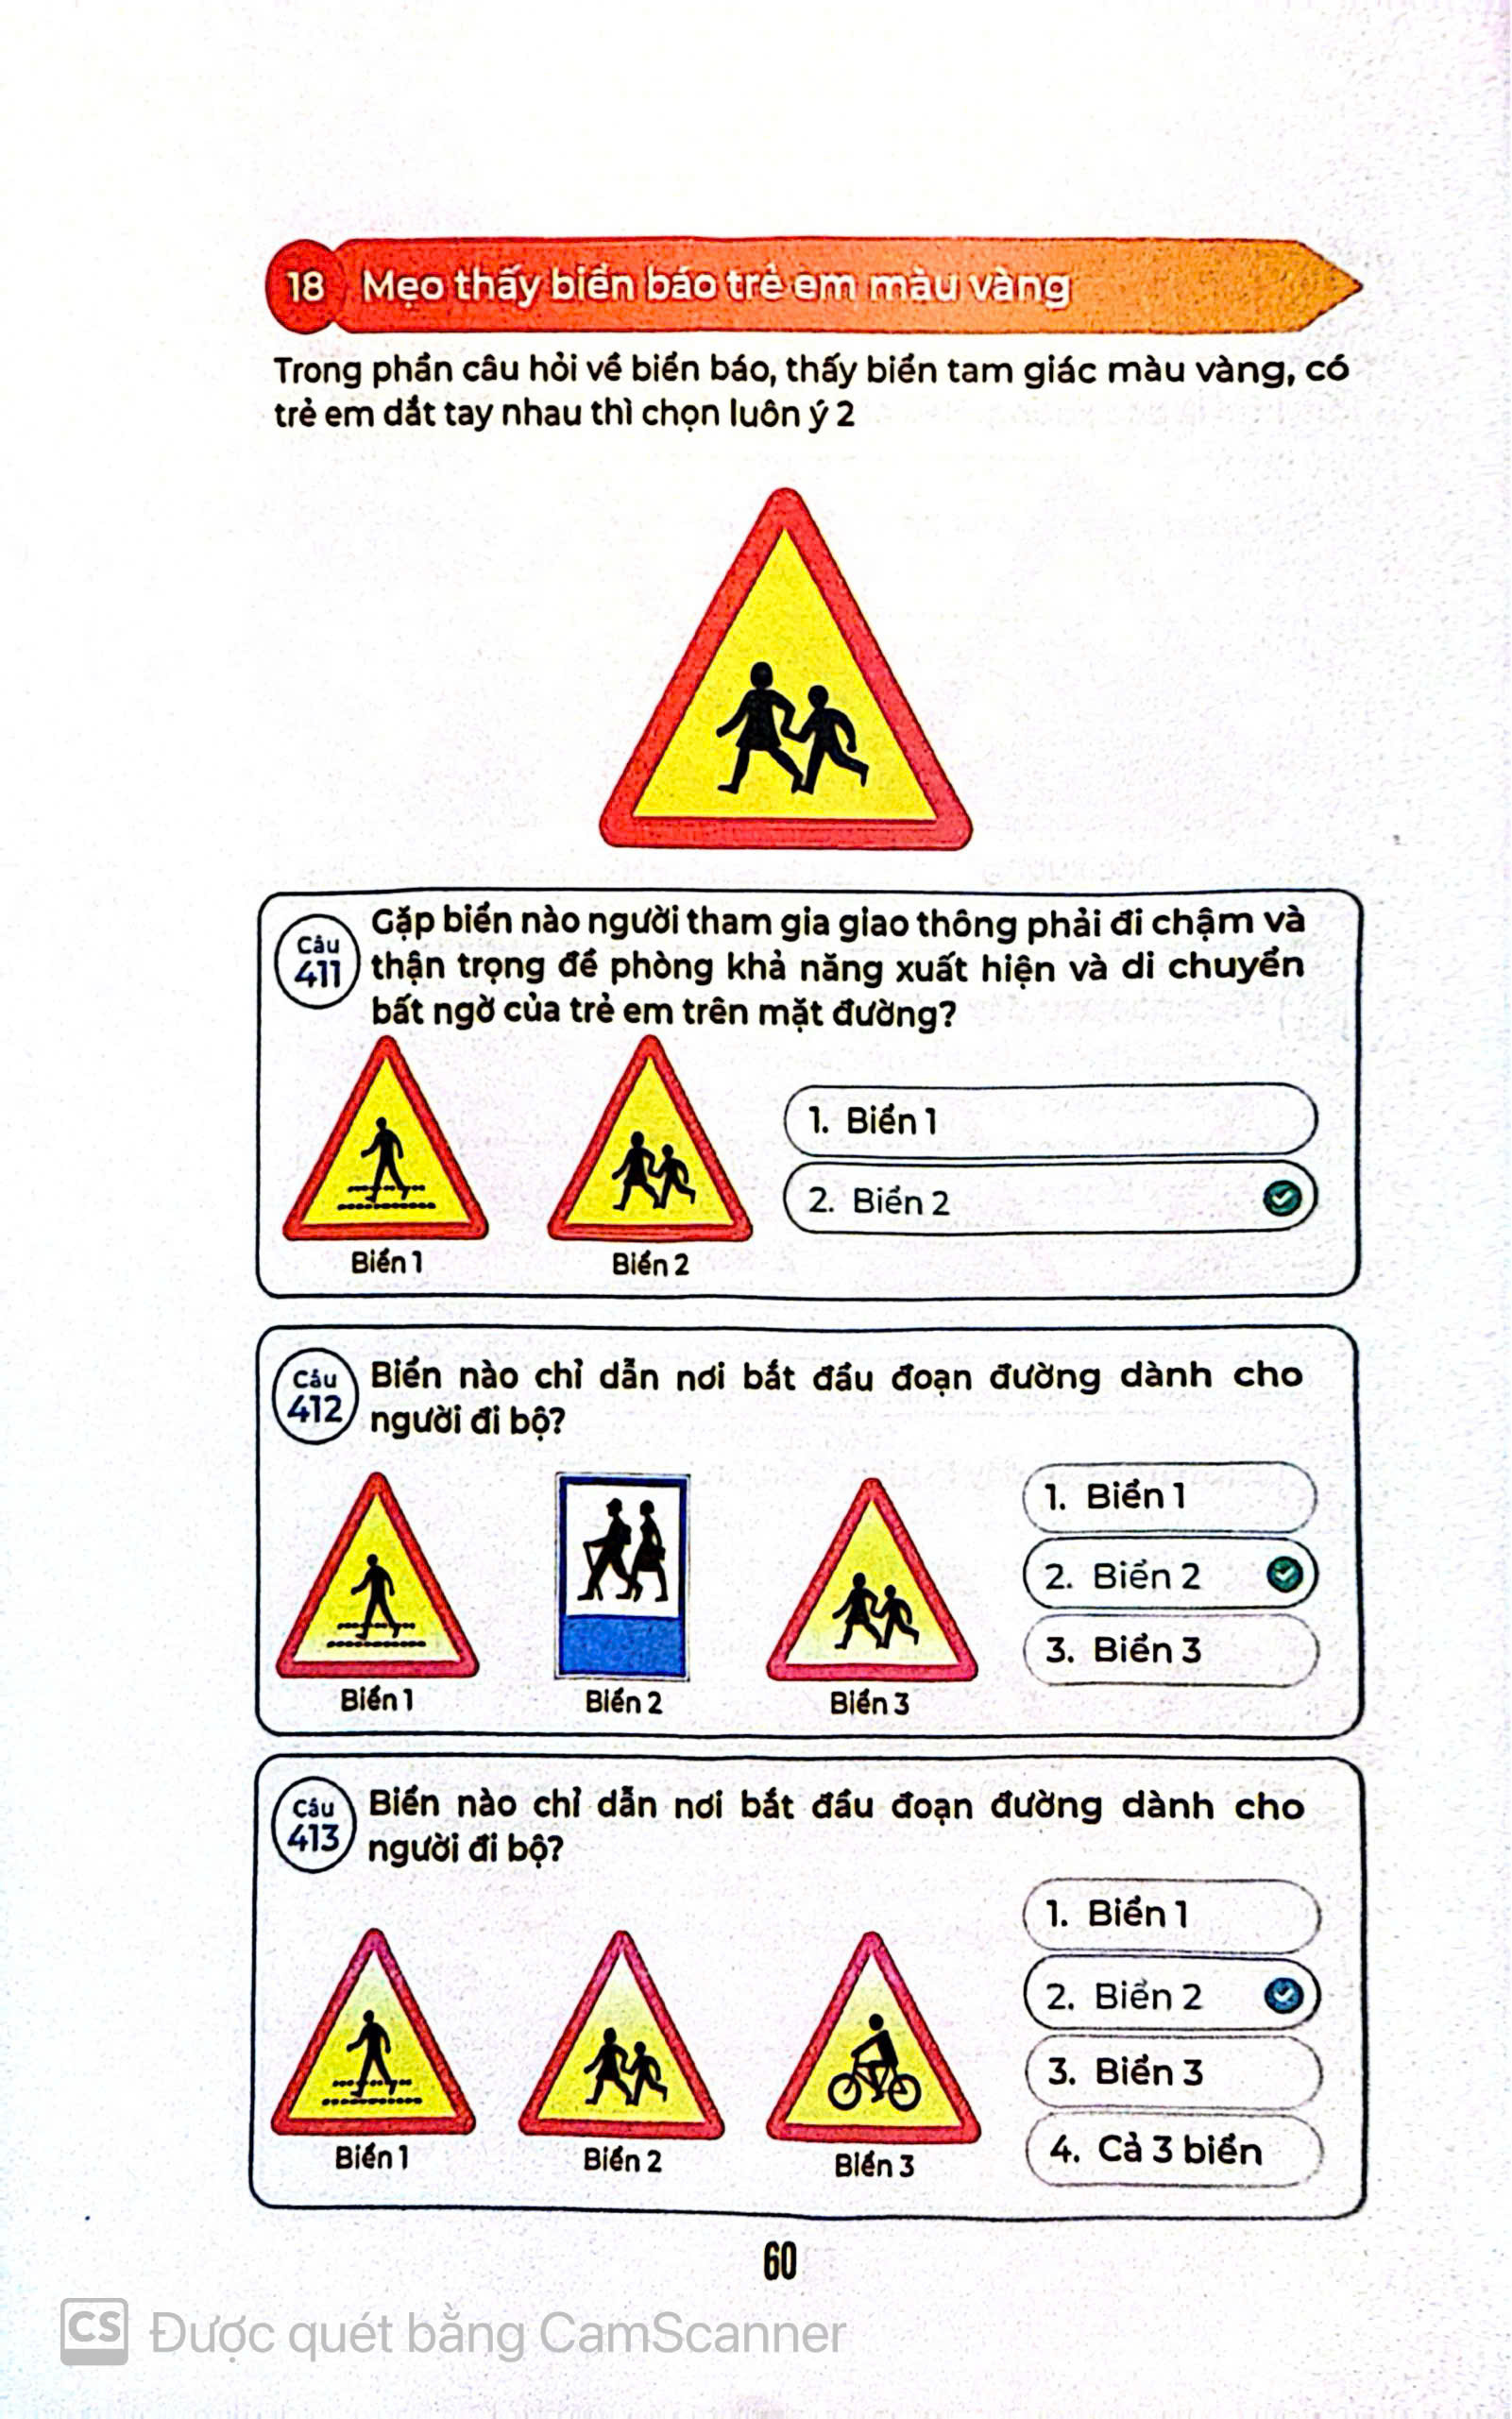 18 Mẹo thấy biển báo trẻ em màu vàng
Trong phần câu hỏi về biển báo, thấy biển tam giác màu vàng, có
trẻ em dắt tay nhau thì chọn luôn ý 2
Câu
411
Gặp biển nào người tham gia giao thông phải đi chậm và
thận trọng đề phòng khả năng xuất hiện và di chuyển
bất ngờ của trẻ em trên mặt đường?
1. Biển 1
2. Biển 2
Biển 1
Biển 2
Câu
412
Biển nào chỉ dẫn nơi bắt đầu đoạn đường dành cho
người đi bộ?
1. Biển 1
2. Biển 2
3. Biển 3
Biển 1
Biển 2
Biển 3
Câu
413
Biển nào chỉ dẫn nơi bắt đầu đoạn đường dành cho
người đi bộ?
1. Biển 1
2. Biển 2
3. Biển 3
4. Cả 3 biển
Biển 1
Biển 2
Biển 3
60
CS Được quét bằng CamScanner